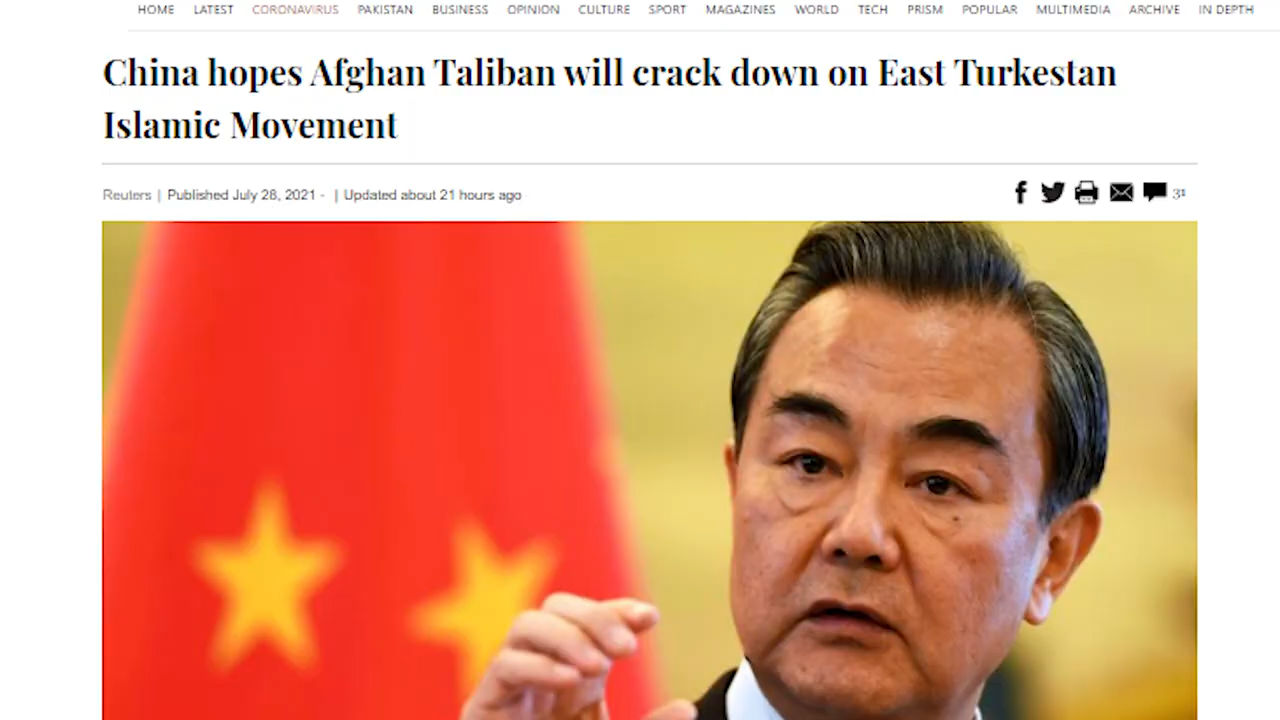 HOME LATEST CORONAVIRUS PAKISTAN BUSINESS OPINION CULTURE SPORT MAGAZINES WORLD TECH PRISM POPULAR MULTIMEDIA ARCHIVE IN DEPTH
China hopes Afghan Taliban will crack down on East Turkestan
Islamic Movement
Reuters | Published July 28, 2021 - | Updated about 21 hours ago 31